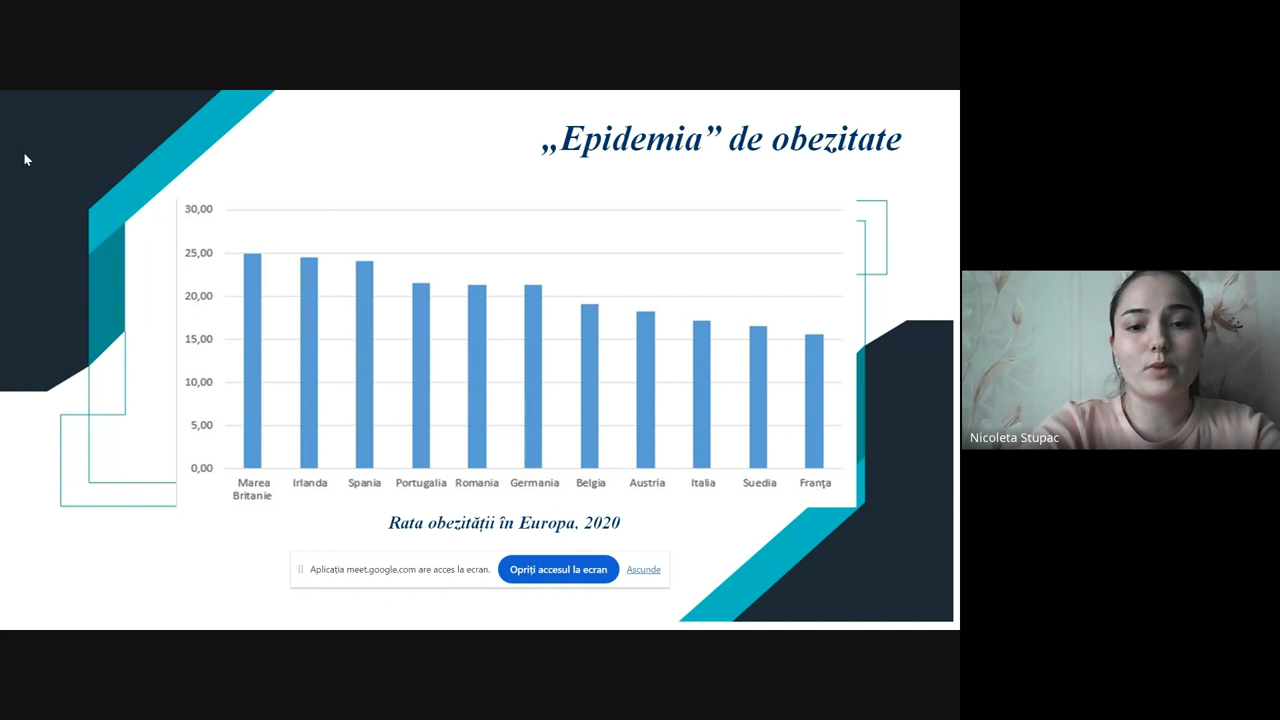 „Epidemia” de obezitate
30,00
25,00
20,00
15,00
10,00
5,00
0,00
Marea Britanie
Irlanda
Spania
Portugalia
Romania
Germania
Belgia
Austria
Italia
Suedia
Franța
Rata obezității în Europa, 2020
Aplicația meet.google.com are acces la ecran.
Opriți accesul la ecran
Ascunde
Nicoleta Stupac